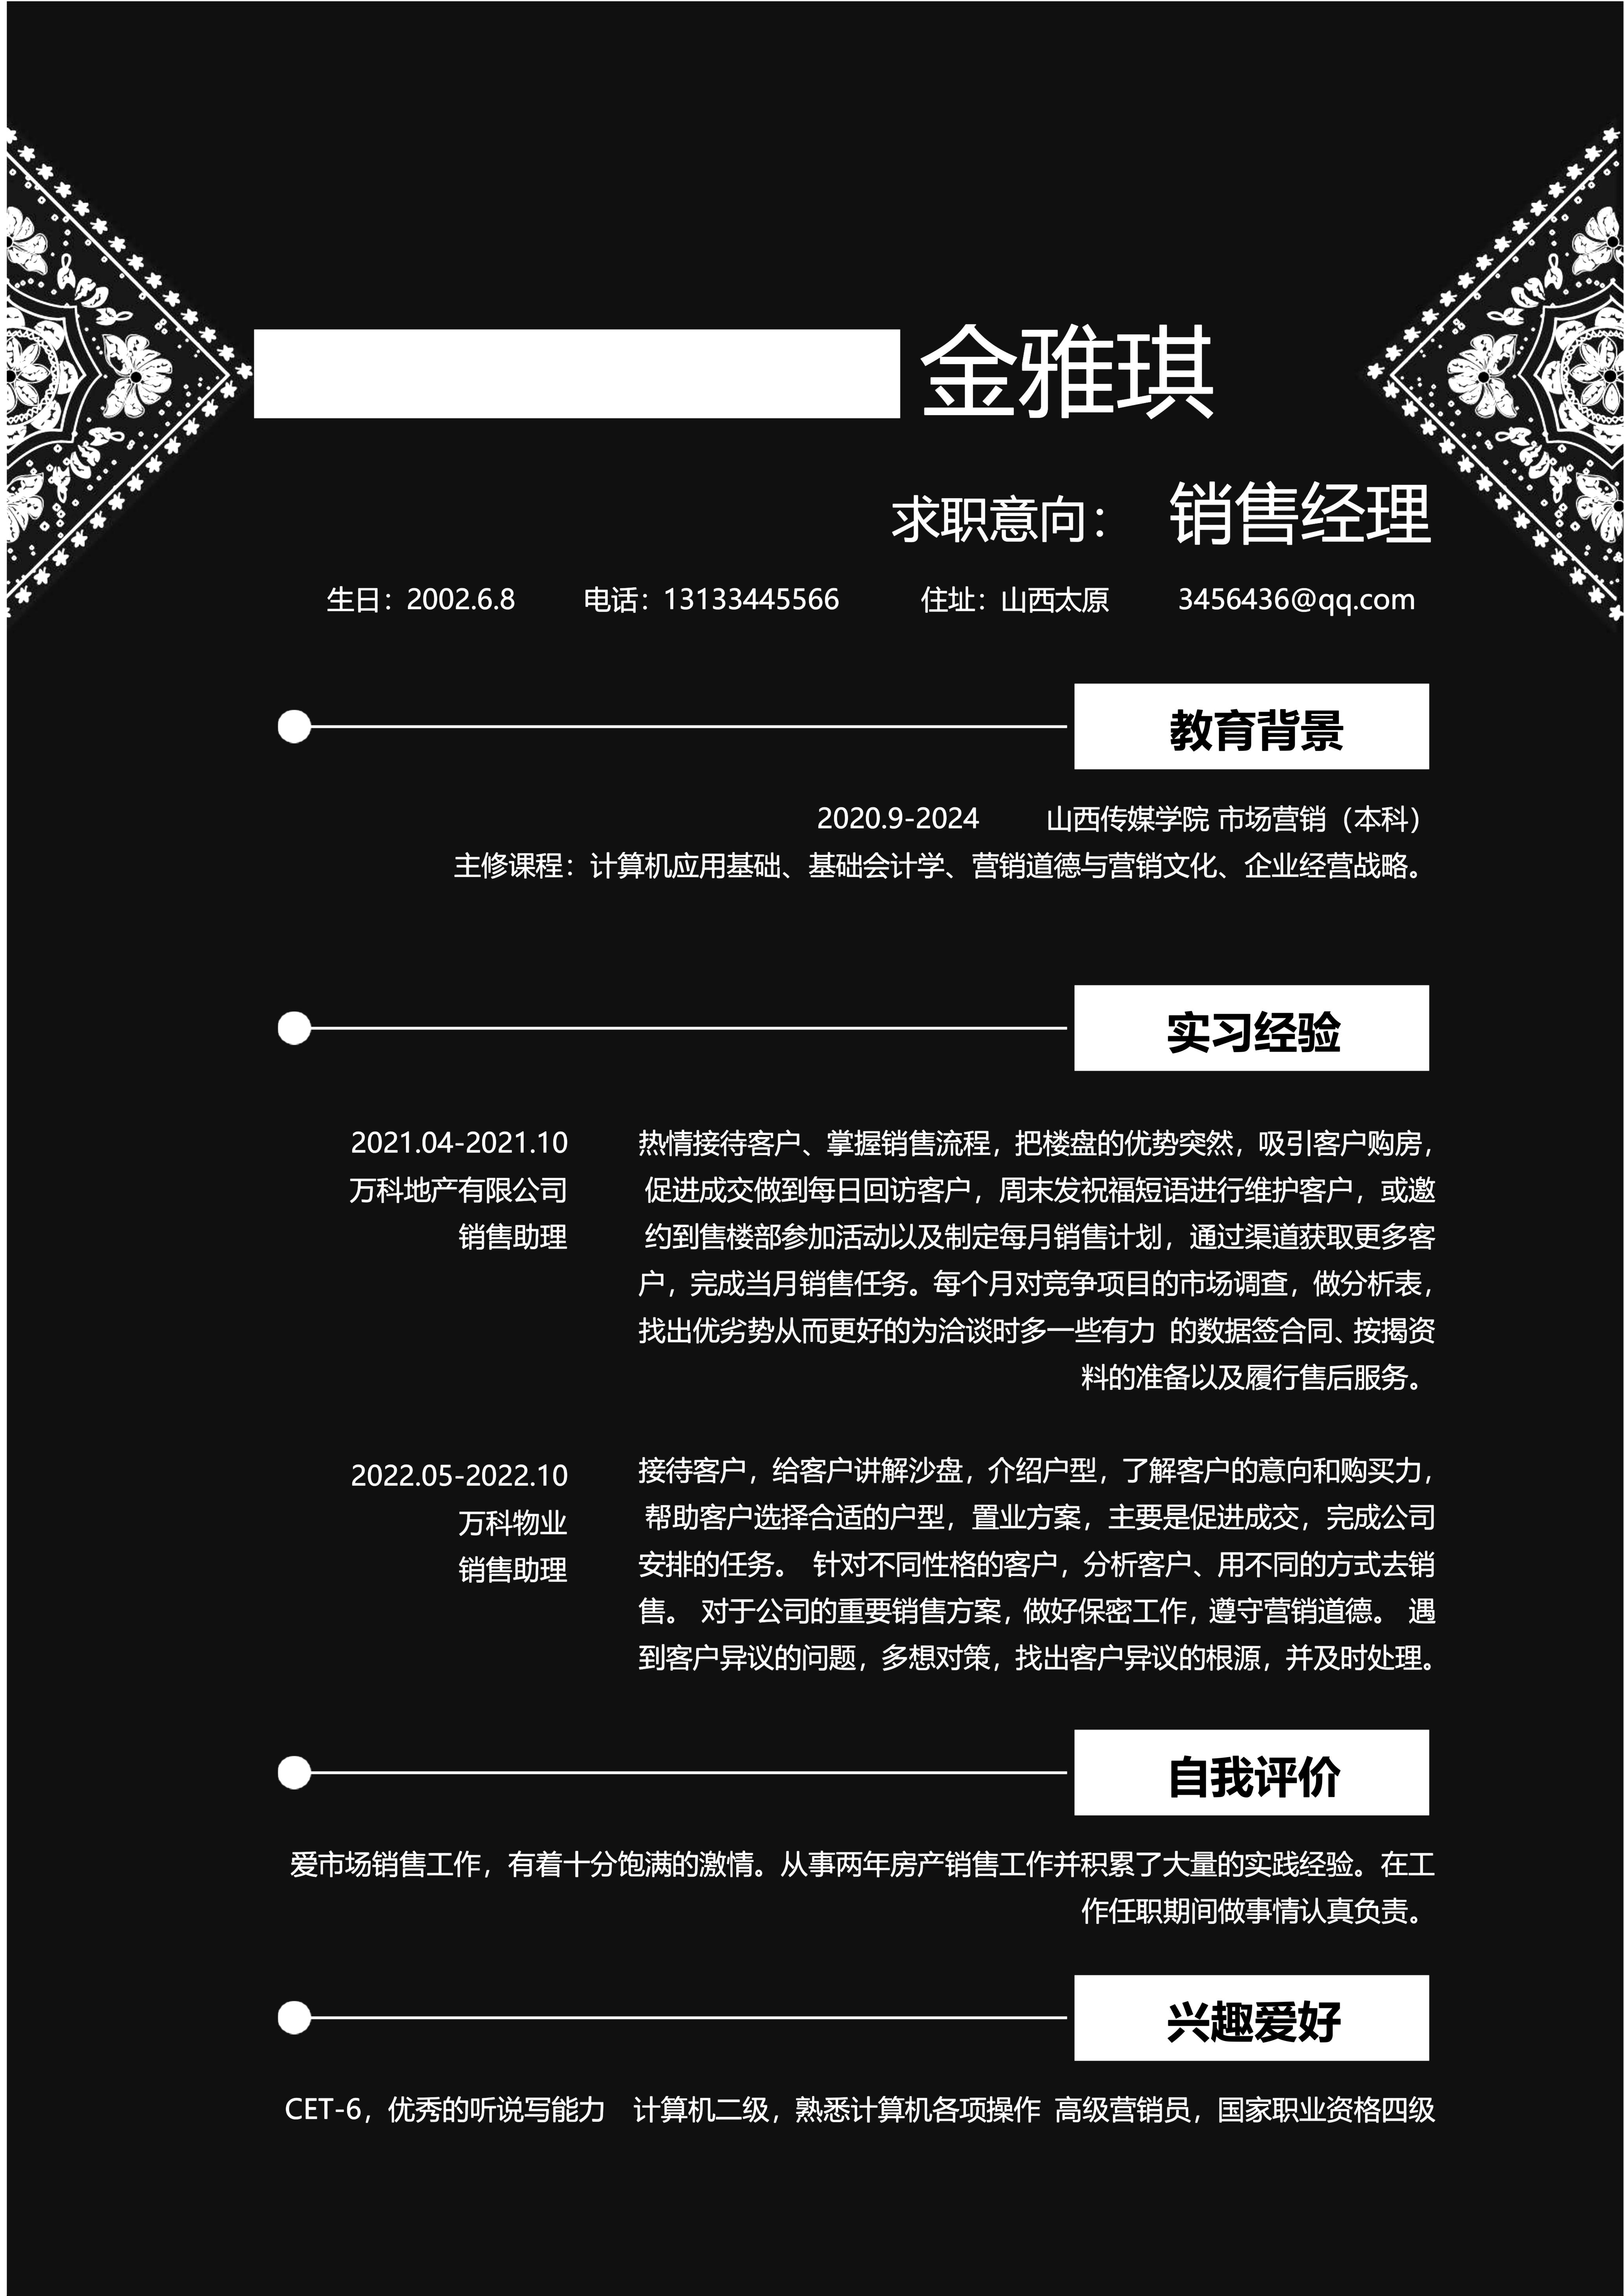 金雅琪
求职意向： 销售经理
生日：2002.6.8 电话：13133445566 住址：山西太原 3456436@qq.com
教育背景
2020.9-2024 山西传媒学院 市场营销（本科）
主修课程：计算机应用基础、基础会计学、营销道德与营销文化、企业经营战略。
实习经验
2021.04-2021.10
万科地产有限公司
销售助理
热情接待客户、掌握销售流程，把楼盘的优势突然，吸引客户购房，
促进成交做到每日回访客户，周末发祝福短语进行维护客户，或邀
约到售楼部参加活动以及制定每月销售计划，通过渠道获取更多客
户，完成当月销售任务。每个月对竞争项目的市场调查，做分析表，
找出优劣势从而更好的为洽谈时多一些有力 的数据签合同、按揭资
料的准备以及履行售后服务。
2022.05-2022.10
万科物业
销售助理
接待客户，给客户讲解沙盘，介绍户型，了解客户的意向和购买力，
帮助客户选择合适的户型，置业方案，主要是促进成交，完成公司
安排的任务。 针对不同性格的客户，分析客户、用不同的方式去销
售。 对于公司的重要销售方案，做好保密工作，遵守营销道德。 遇
到客户异议的问题，多想对策，找出客户异议的根源，并及时处理。
自我评价
爱市场销售工作，有着十分饱满的激情。从事两年房产销售工作并积累了大量的实践经验。在工
作任职期间做事情认真负责。
兴趣爱好
CET-6，优秀的听说写能力 计算机二级，熟悉计算机各项操作 高级营销员，国家职业资格四级